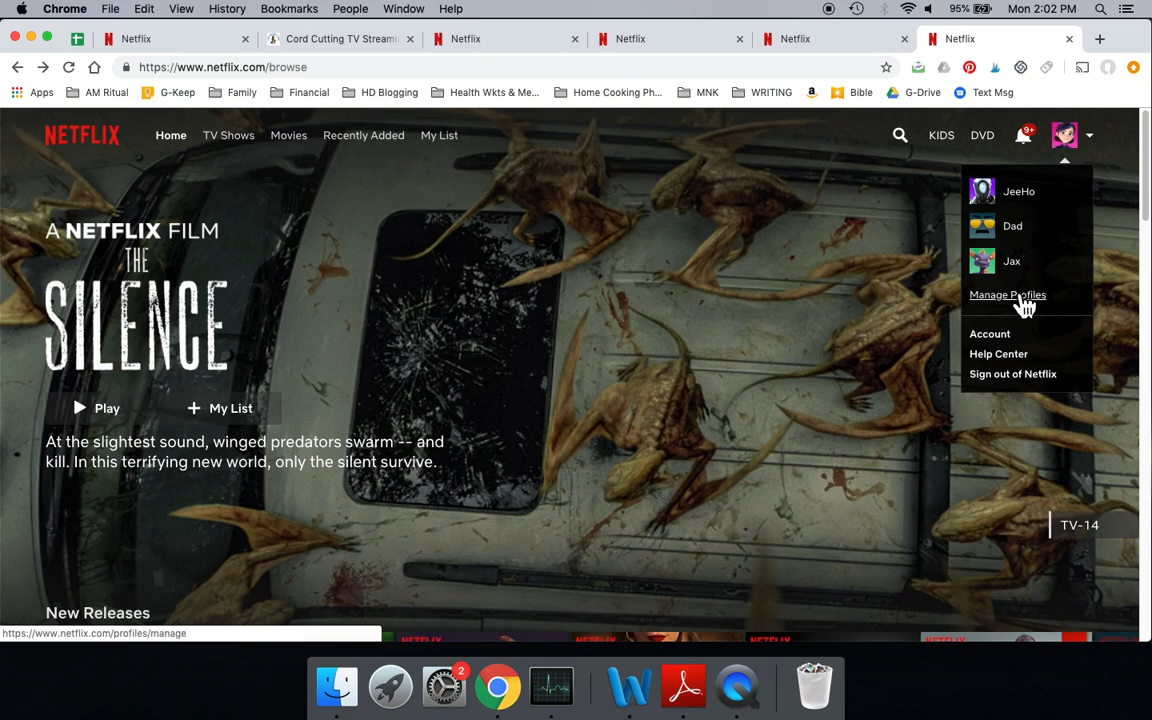 Chrome File Edit View History Bookmarks People Window Help 95% Mon 2:02 PM
Netflix Cord Cutting TV Streami Netflix Netflix Netflix Netflix
https://www.netflix.com/browse
Apps AM Ritual G-Keep Family Financial HD Blogging Health Wkts & Me... Home Cooking Ph... MNK WRITING Bible G-Drive Text Msg
NETFLIX Home TV Shows Movies Recently Added My List KIDS DVD 9+
JeeHo
Dad
Jax
Manage Profiles
Account
Help Center
Sign out of Netflix
A NETFLIX FILM
THE
SILENCE
Play + My List
At the slightest sound, winged predators swarm -- and
kill. In this terrifying new world, only the silent survive.
TV-14
New Releases
https://www.netflix.com/profiles/manage
NETFLIX NETFLIX NETFLIX NETFLIX
2